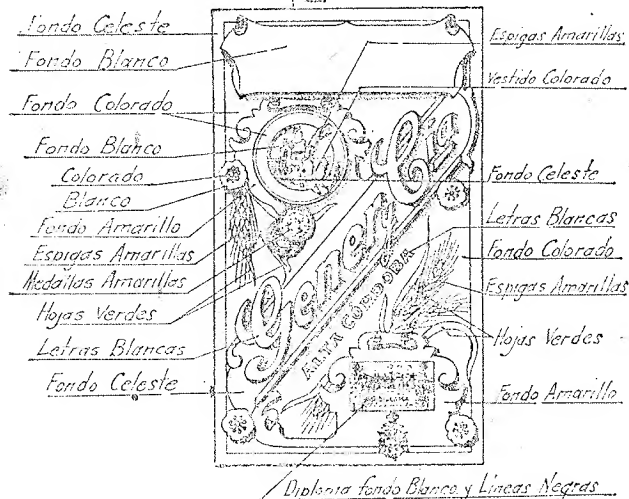 Fondo Celeste
Fondo Blanco
Fondo Colorado
Fondo Blanco
Colorado
Blanco
Fondo Amarillo
Espigas Amarillas
Medallas Amarillas
Hojas Verdes
Letras Blancas
Fondo Celeste
Espigas Amarillas
Vestido Colorado
Fondo Celeste
Letras Blancas
Fondo Colorado
Espigas Amarillas
Hojas Verdes
Fondo Amarillo
Gener y Cia
ALTA CORDOBA
Diploma fondo Blanco y Lineas Negras